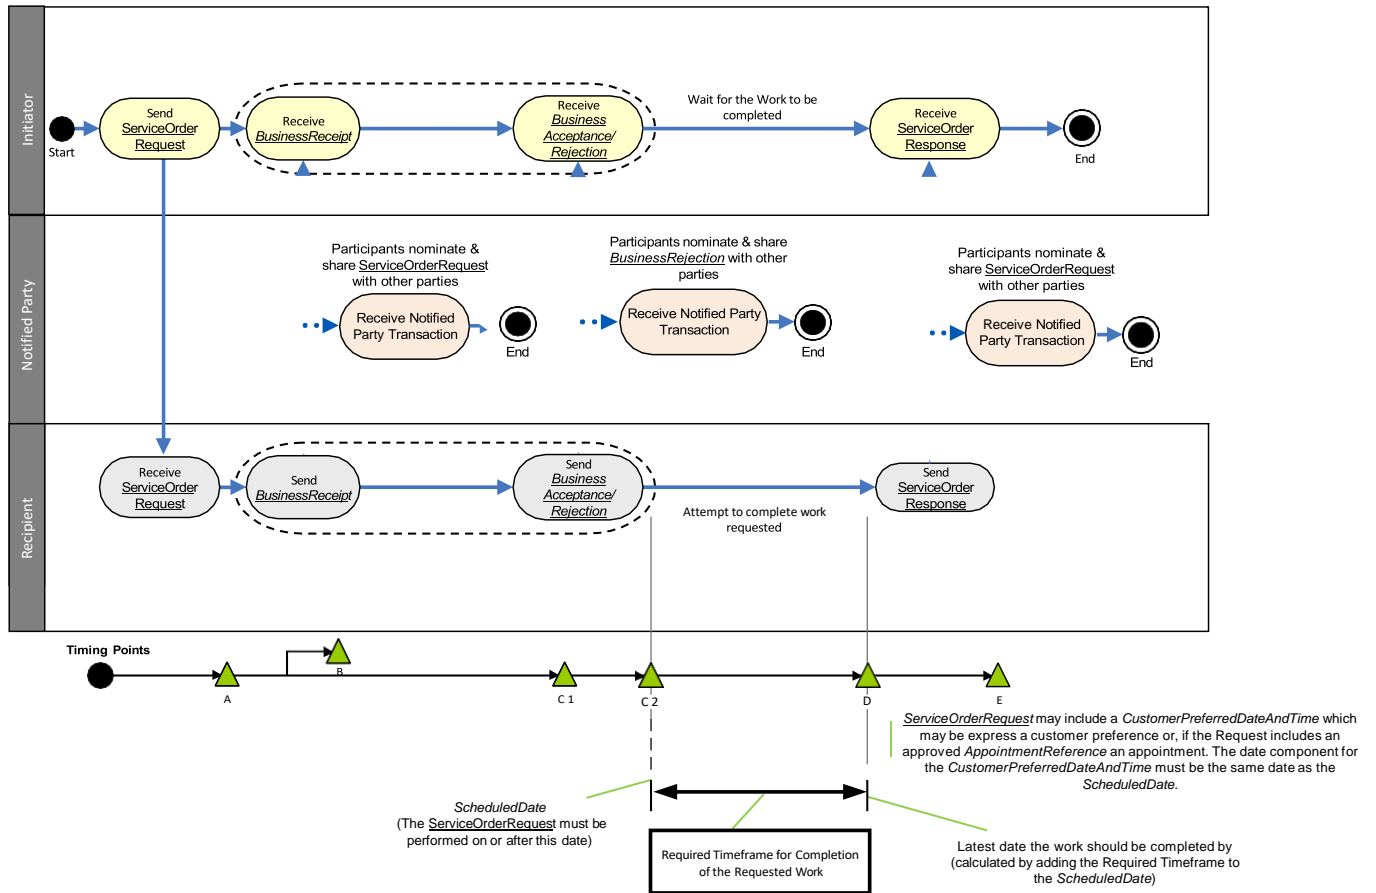 Initiator
Start
Send
ServiceOrder
Request
Receive
BusinessReceipt
Receive
Business
Acceptance/
Rejection
Wait for the Work to be
completed
Receive
ServiceOrder
Response
End
Notified Party
Participants nominate &
share ServiceOrderRequest
with other parties
Receive Notified
Party Transaction
End
Participants nominate & share
BusinessRejection with other
parties
Receive Notified Party
Transaction
End
Participants nominate &
share ServiceOrderRequest
with other parties
Receive Notified
Party Transaction
End
Recipient
Receive
ServiceOrder
Request
Send
BusinessReceipt
Send
Business
Acceptance/
Rejection
Attempt to complete work
requested
Send
ServiceOrder
Response
Timing Points
A
B
C 1
C 2
D
E
ServiceOrderRequest may include a CustomerPreferredDateAndTime which
may be express a customer preference or, if the Request includes an
approved AppointmentReference an appointment. The date component for
the CustomerPreferredDateAndTime must be the same date as the
ScheduledDate.
ScheduledDate
(The ServiceOrderRequest must be
performed on or after this date)
Required Timeframe for Completion
of the Requested Work
Latest date the work should be completed by
(calculated by adding the Required Timeframe to
the ScheduledDate)